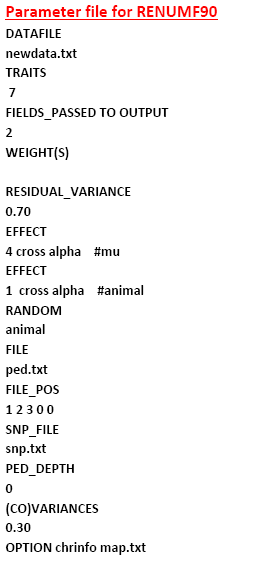 Parameter file for RENUMF90
DATAFILE
newdata.txt
TRAITS
7
FIELDS_PASSED TO OUTPUT
2
WEIGHT(S)
RESIDUAL_VARIANCE
0.70
EFFECT
4 cross alpha #mu
EFFECT
1 cross alpha #animal
RANDOM
animal
FILE
ped.txt
FILE_POS
1 2 3 0 0
SNP_FILE
snp.txt
PED_DEPTH
0
(CO)VARIANCES
0.30
OPTION chrinfo map.txt